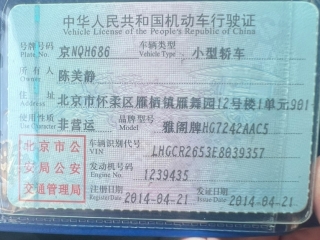 中华人民共和国机动车行驶证
Vehicle License of the People's Republic of China
号牌号码 京NQH686 车辆类型 小型轿车
Plate No. Vehicle Type
所有人 陈美静
Owner
住址 北京市怀柔区雁栖镇雁舞园12号楼1单元901
Address
使用性质 非营运 品牌型号 雅阁牌HG7242AAC5
Use Character Model
北京市公安局公安交通管理局
车辆识别代号 LHGCR2653E8039357
VIN
发动机号码 1239435
Engine No.
注册日期 2014-04-21 发证日期 2014-04-21
Register Date Issue Date